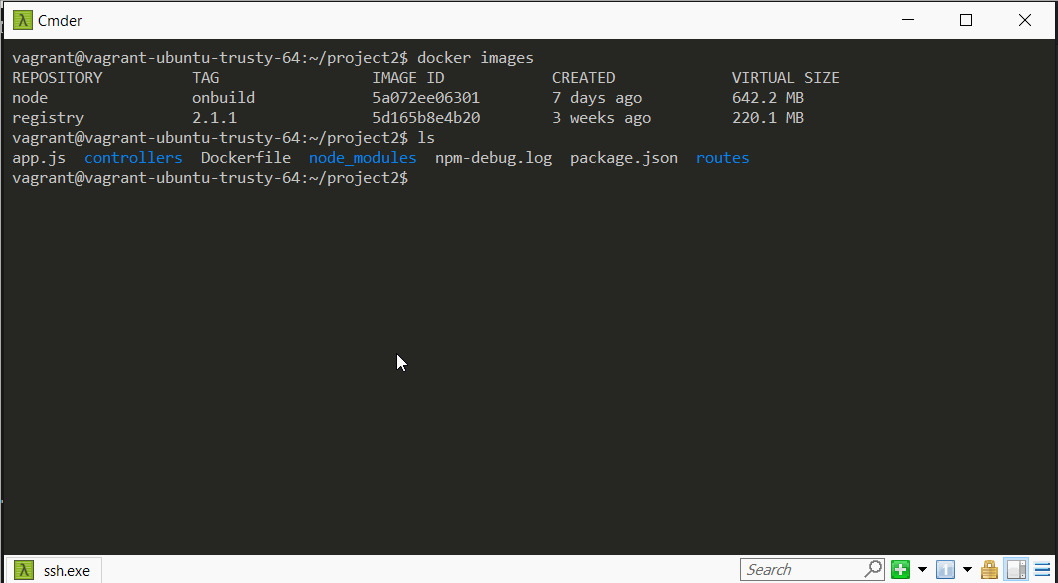 Cmder
vagrant@vagrant-ubuntu-trusty-64:~/project2$ docker images
REPOSITORY TAG IMAGE ID CREATED VIRTUAL SIZE
node onbuild 5a072ee06301 7 days ago 642.2 MB
registry 2.1.1 5d165b8e4b20 3 weeks ago 220.1 MB
vagrant@vagrant-ubuntu-trusty-64:~/project2$ ls
app.js controllers Dockerfile node_modules npm-debug.log package.json routes
vagrant@vagrant-ubuntu-trusty-64:~/project2$
ssh.exe Search 1